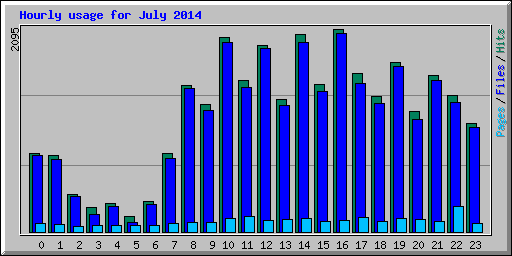 Hourly usage for July 2014
2095
0 1 2 3 4 5 6 7 8 9 10 11 12 13 14 15 16 17 18 19 20 21 22 23
Pages/Files/Hits